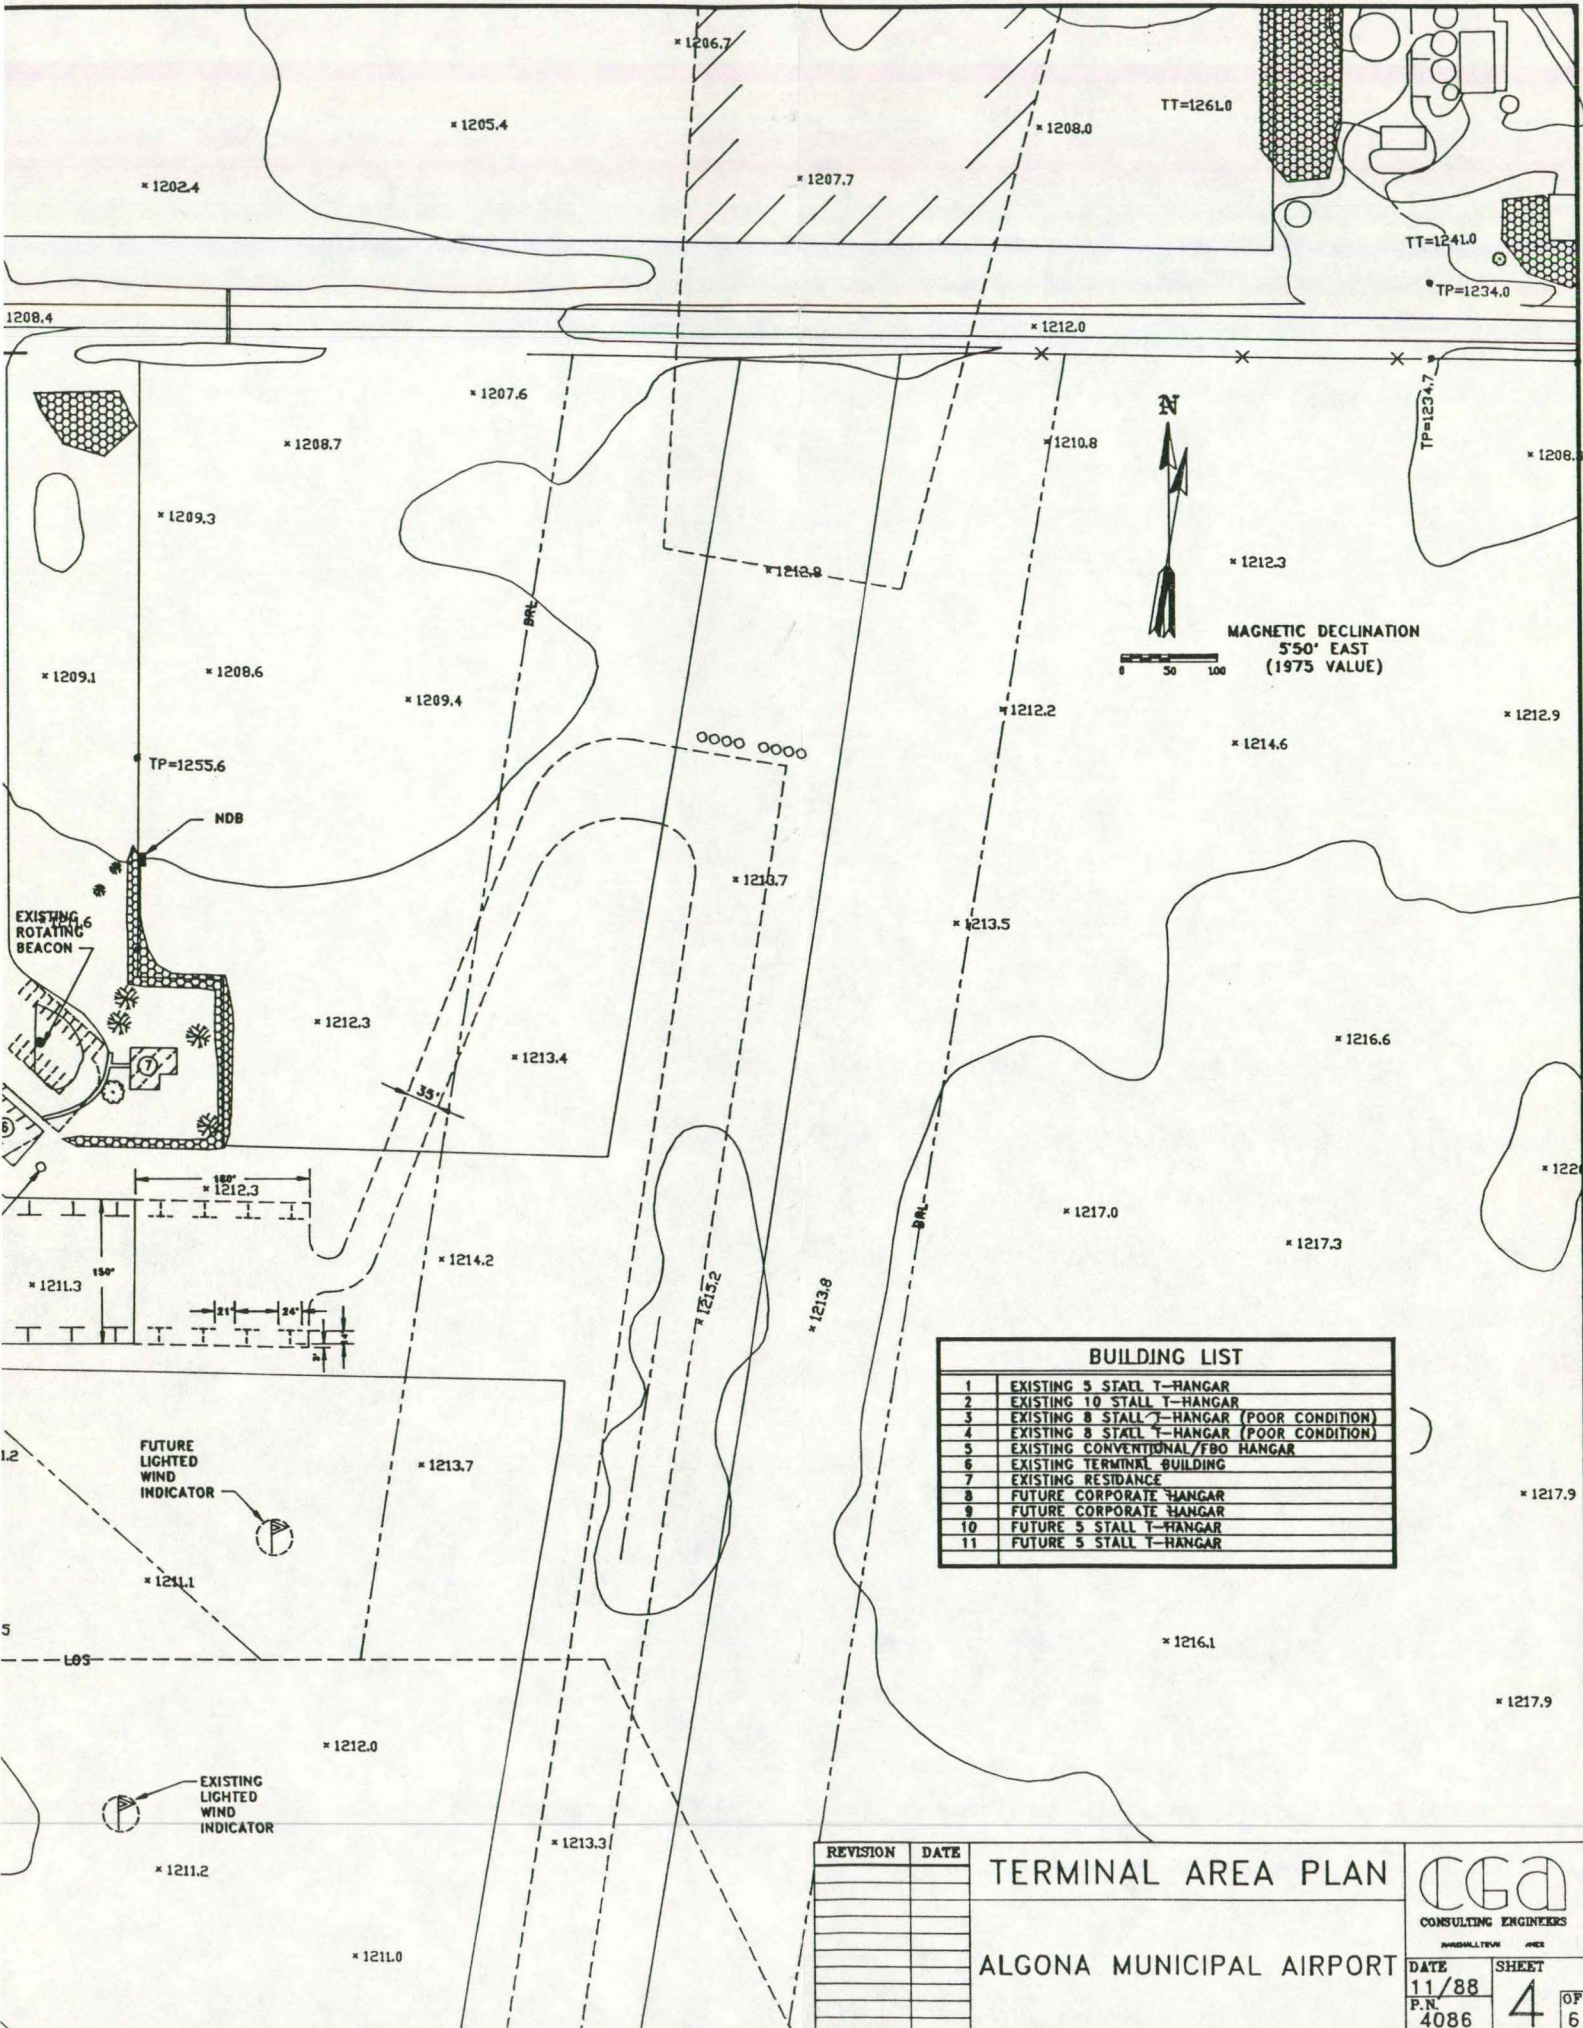 × 1206.7
× 1205.4
TT=1261.0
× 1208.0
× 1207.7
× 1202.4
TT=1241.0
TP=1234.0
1208.4
× 1212.0
× 1207.6
TP=1234.7
N
× 1208.7
× 1210.8
× 1209.3
× 1212.3
× 1212.8
BRL
MAGNETIC DECLINATION
5°50' EAST
(1975 VALUE)
0 50 100
× 1209.1
× 1208.6
× 1209.4
× 1212.2
× 1212.9
× 1214.6
TP=1255.6
NDB
× 1213.7
EXISTING
ROTATING
BEACON
× 1213.5
× 1212.3
× 1213.4
× 1216.6
7
35'
6
180'
× 1212.3
× 1217.0
BRL
× 1217.3
× 1214.2
150'
× 1211.3
× 1215.2
× 1213.8
21'
24'
BUILDING LIST
1 EXISTING 5 STALL T-HANGAR
2 EXISTING 10 STALL T-HANGAR
3 EXISTING 8 STALL T-HANGAR (POOR CONDITION)
4 EXISTING 8 STALL T-HANGAR (POOR CONDITION)
5 EXISTING CONVENTIONAL/FBO HANGAR
6 EXISTING TERMINAL BUILDING
7 EXISTING RESIDANCE
8 FUTURE CORPORATE HANGAR
9 FUTURE CORPORATE HANGAR
10 FUTURE 5 STALL T-HANGAR
11 FUTURE 5 STALL T-HANGAR
FUTURE
LIGHTED
WIND
INDICATOR
× 1213.7
× 1217.9
× 1211.1
LOS
× 1216.1
× 1217.9
× 1212.0
EXISTING
LIGHTED
WIND
INDICATOR
× 1213.3
× 1211.2
× 1211.0
REVISION DATE
TERMINAL AREA PLAN
ALGONA MUNICIPAL AIRPORT
CGA
CONSULTING ENGINEERS
MARSHALLTOWN AMES
DATE
11/88
P.N.
4086
SHEET
4
OF
6